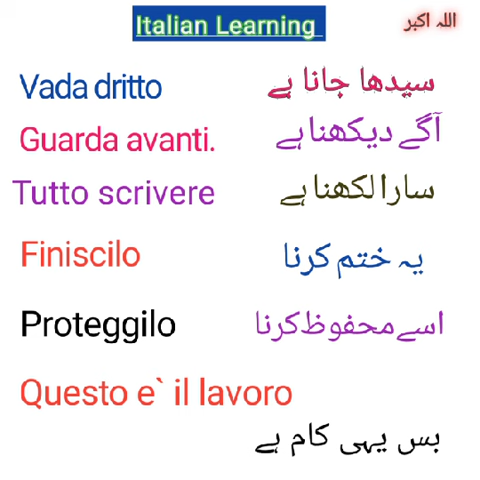 Italian Learning
اللہ اکبر
Vada dritto
سیدھا جانا ہے
Guarda avanti.
آگے دیکھنا ہے
Tutto scrivere
سارا لکھنا ہے
Finiscilo
یہ ختم کرنا
Proteggilo
اسے محفوظ کرنا
Questo e` il lavoro
بس یہی کام ہے